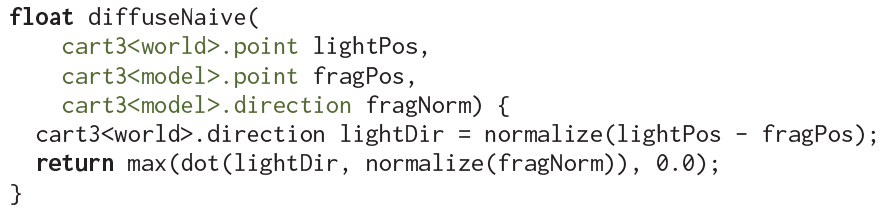 float diffuseNaive(
    cart3<world>.point lightPos,
    cart3<model>.point fragPos,
    cart3<model>.direction fragNorm) {
  cart3<world>.direction lightDir = normalize(lightPos - fragPos);
  return max(dot(lightDir, normalize(fragNorm)), 0.0);
}